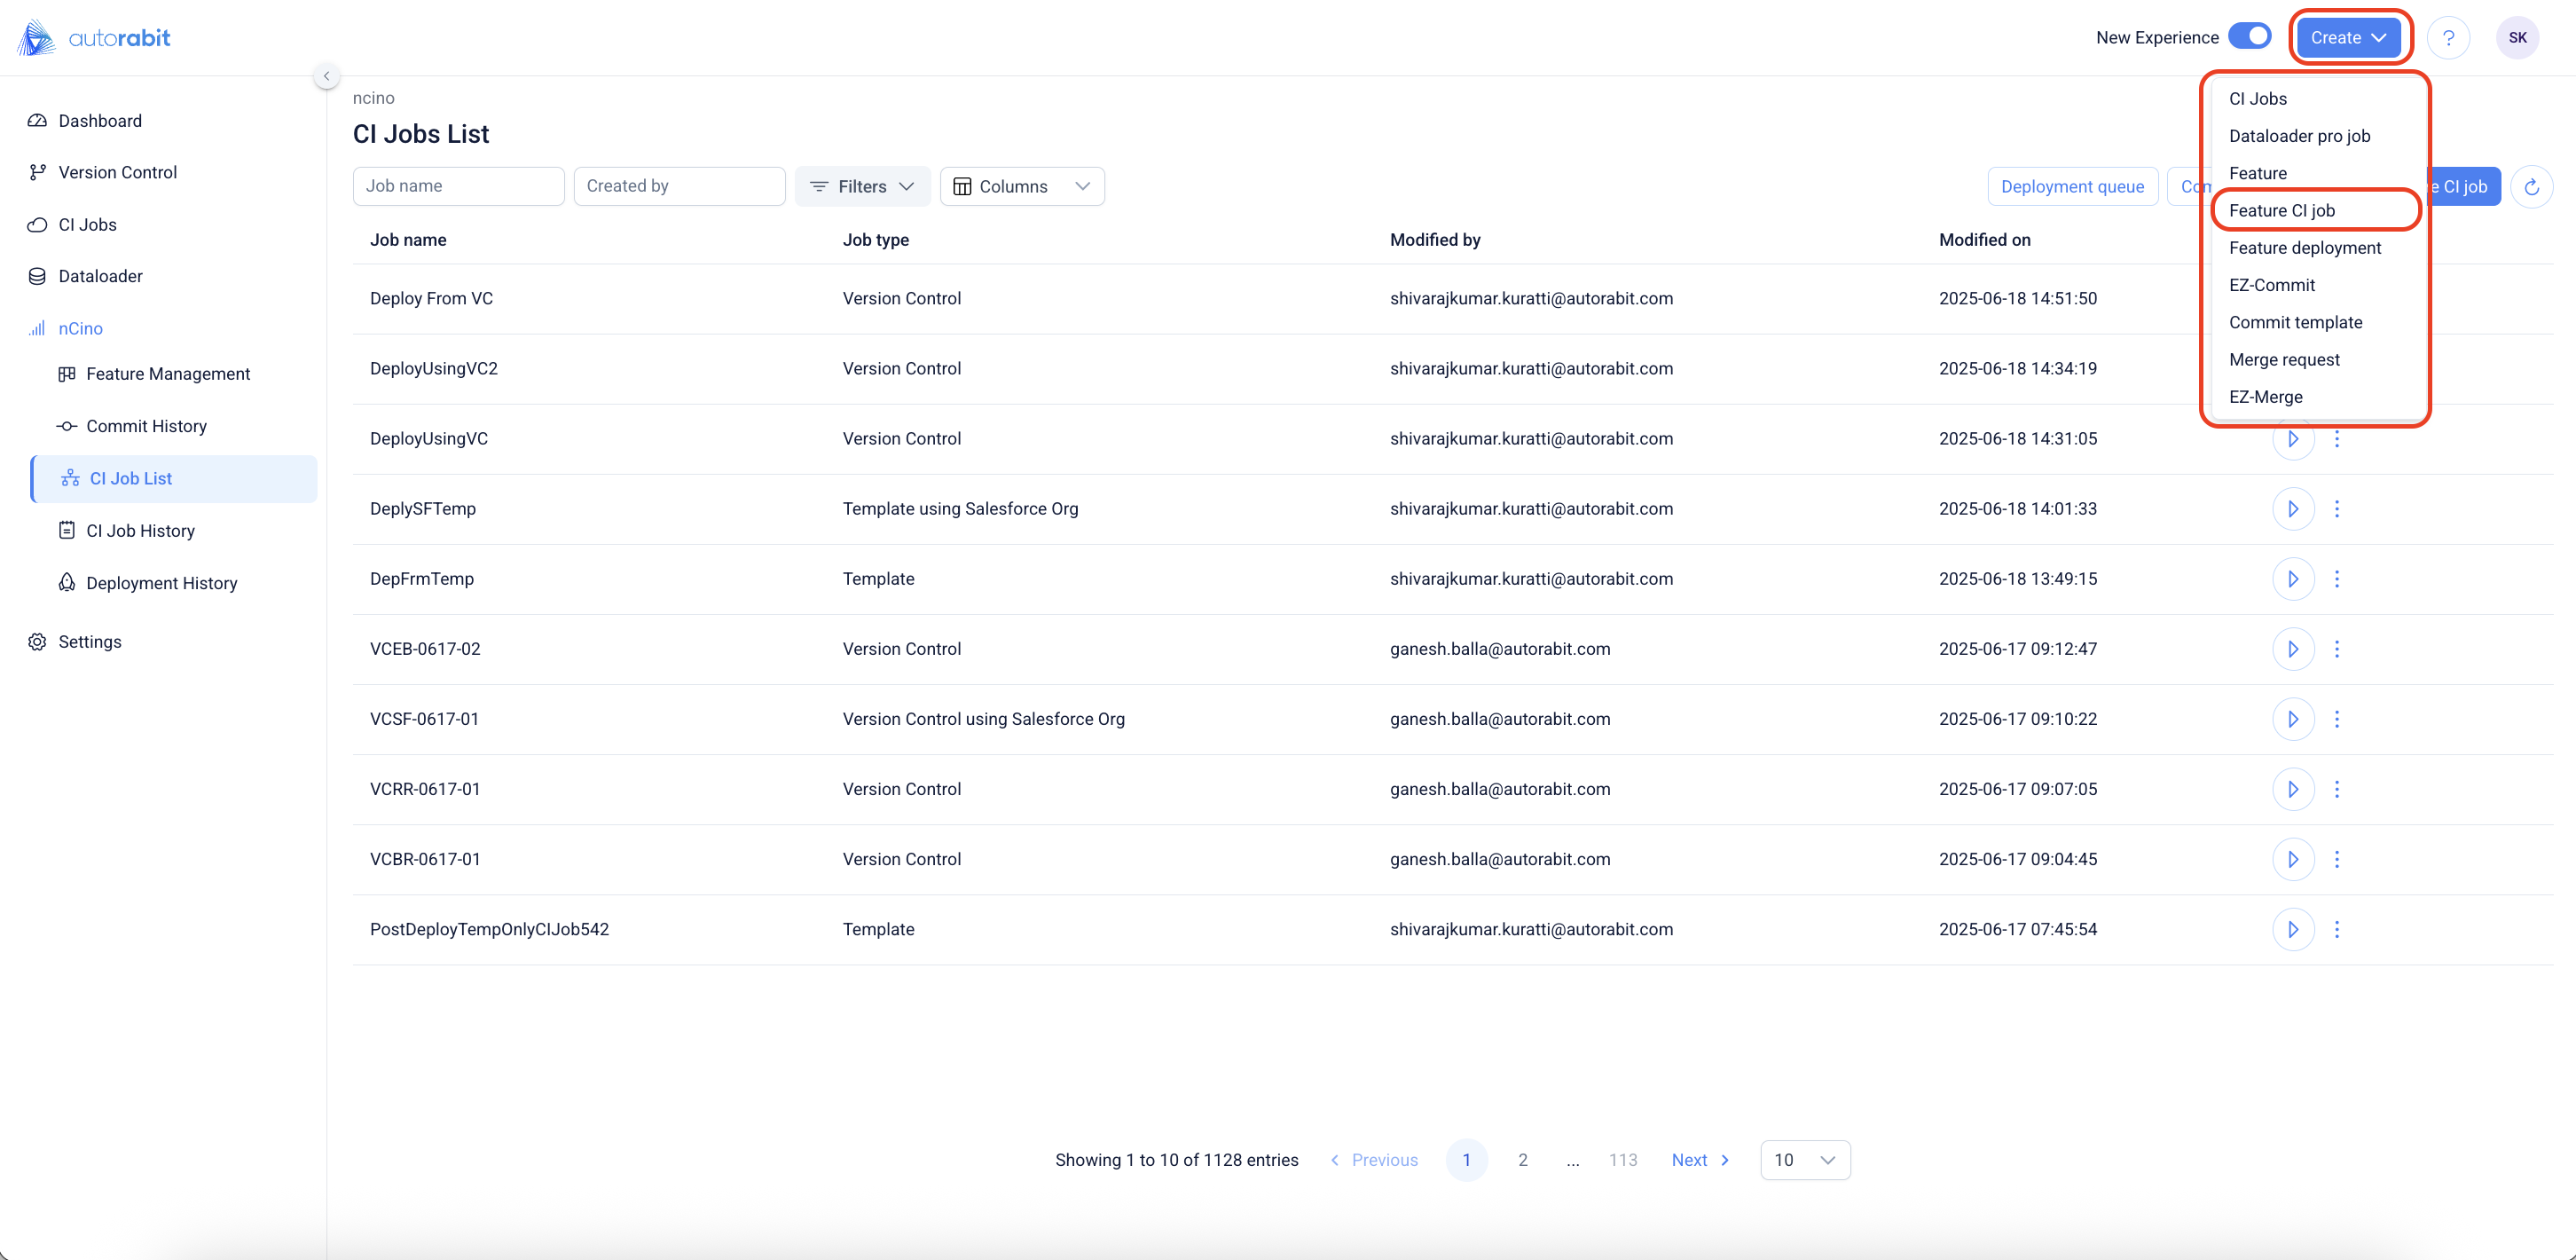 autorabit
New Experience
Create
?
SK
Dashboard
Version Control
CI Jobs
Dataloader
nCino
Feature Management
Commit History
CI Job List
CI Job History
Deployment History
Settings
ncino
CI Jobs List
Job name
Created by
Filters
Columns
Deployment queue
CI job
CI Jobs
Dataloader pro job
Feature
Feature CI job
Feature deployment
EZ-Commit
Commit template
Merge request
EZ-Merge
Job name Job type Modified by Modified on
Deploy From VC Version Control shivarajkumar.kuratti@autorabit.com 2025-06-18 14:51:50
DeployUsingVC2 Version Control shivarajkumar.kuratti@autorabit.com 2025-06-18 14:34:19
DeployUsingVC Version Control shivarajkumar.kuratti@autorabit.com 2025-06-18 14:31:05
DeplySFTemp Template using Salesforce Org shivarajkumar.kuratti@autorabit.com 2025-06-18 14:01:33
DepFrmTemp Template shivarajkumar.kuratti@autorabit.com 2025-06-18 13:49:15
VCEB-0617-02 Version Control ganesh.balla@autorabit.com 2025-06-17 09:12:47
VCSF-0617-01 Version Control using Salesforce Org ganesh.balla@autorabit.com 2025-06-17 09:10:22
VCRR-0617-01 Version Control ganesh.balla@autorabit.com 2025-06-17 09:07:05
VCBR-0617-01 Version Control ganesh.balla@autorabit.com 2025-06-17 09:04:45
PostDeployTempOnlyCIJob542 Template shivarajkumar.kuratti@autorabit.com 2025-06-17 07:45:54
Showing 1 to 10 of 1128 entries Previous 1 2 ... 113 Next 10